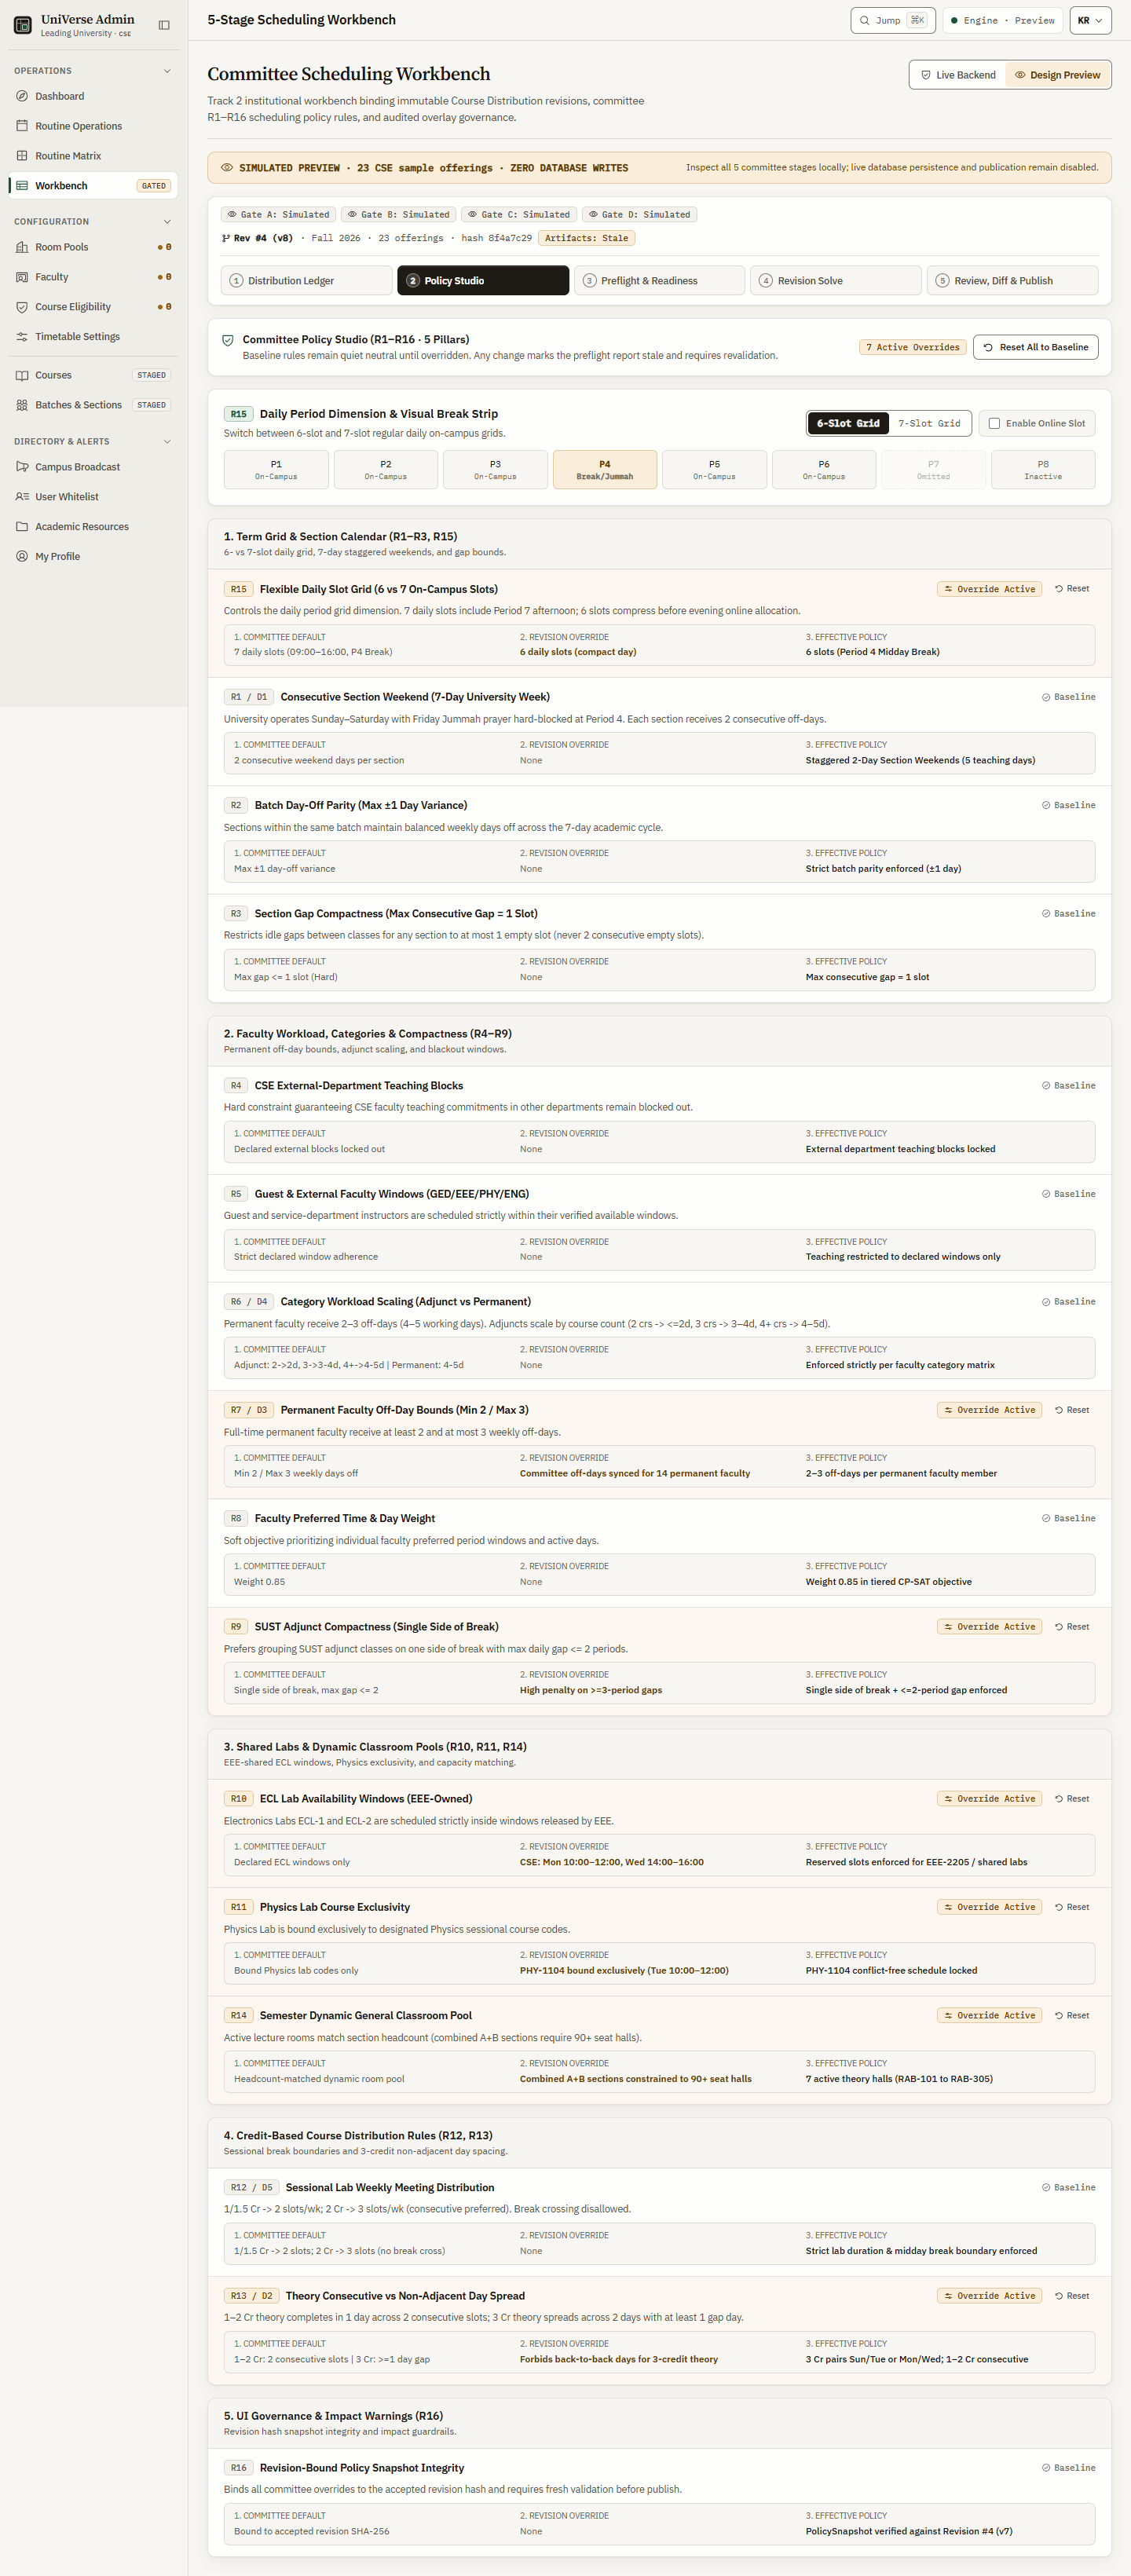 UniVerse Admin
Leading University · CSE
OPERATIONS
Dashboard
Routine Operations
Routine Matrix
Workbench GATED
CONFIGURATION
Room Pools 0
Faculty 0
Course Eligibility 0
Timetable Settings
Courses STAGED
Batches & Sections STAGED
DIRECTORY & ALERTS
Campus Broadcast
User Whitelist
Academic Resources
My Profile
5-Stage Scheduling Workbench
Jump ⌘K
Engine · Preview
KR
Committee Scheduling Workbench
Track 2 institutional workbench binding immutable Course Distribution revisions, committee
R1–R16 scheduling policy rules, and audited overlay governance.
Live Backend Design Preview
SIMULATED PREVIEW · 23 CSE sample offerings · ZERO DATABASE WRITES
Inspect all 5 committee stages locally; live database persistence and publication remain disabled.
Gate A: Simulated Gate B: Simulated Gate C: Simulated Gate D: Simulated
Rev #4 (v8) · Fall 2026 · 23 offerings · hash 8f4a7c29 Artifacts: Stale
1 Distribution Ledger 2 Policy Studio 3 Preflight & Readiness 4 Revision Solve 5 Review, Diff & Publish
Committee Policy Studio (R1–R16 · 5 Pillars)
Baseline rules remain quiet neutral until overridden. Any change marks the preflight report stale and requires revalidation.
7 Active Overrides Reset All to Baseline
R15 Daily Period Dimension & Visual Break Strip
Switch between 6-slot and 7-slot regular daily on-campus grids.
6-Slot Grid 7-Slot Grid Enable Online Slot
P1 P2 P3 P4 P5 P6 P7 P8
On-Campus On-Campus On-Campus Break/Jummah On-Campus On-Campus Omitted Inactive
1. Term Grid & Section Calendar (R1–R3, R15)
6- vs 7-slot daily grid, 7-day staggered weekends, and gap bounds.
R15 Flexible Daily Slot Grid (6 vs 7 On-Campus Slots) Override Active Reset
Controls the daily period grid dimension. 7 daily slots include Period 7 afternoon; 6 slots compress before evening online allocation.
1. COMMITTEE DEFAULT 2. REVISION OVERRIDE 3. EFFECTIVE POLICY
7 daily slots (09:00–16:00, P4 Break) 6 daily slots (compact day) 6 slots (Period 4 Midday Break)
R1 / D1 Consecutive Section Weekend (7-Day University Week) Baseline
University operates Sunday–Saturday with Friday Jummah prayer hard-blocked at Period 4. Each section receives 2 consecutive off-days.
1. COMMITTEE DEFAULT 2. REVISION OVERRIDE 3. EFFECTIVE POLICY
2 consecutive weekend days per section None Staggered 2-Day Section Weekends (5 teaching days)
R2 Batch Day-Off Parity (Max ±1 Day Variance) Baseline
Sections within the same batch maintain balanced weekly days off across the 7-day academic cycle.
1. COMMITTEE DEFAULT 2. REVISION OVERRIDE 3. EFFECTIVE POLICY
Max ±1 day-off variance None Strict batch parity enforced (±1 day)
R3 Section Gap Compactness (Max Consecutive Gap = 1 Slot) Baseline
Restricts idle gaps between classes for any section to at most 1 empty slot (never 2 consecutive empty slots).
1. COMMITTEE DEFAULT 2. REVISION OVERRIDE 3. EFFECTIVE POLICY
Max gap <= 1 slot (Hard) None Max consecutive gap = 1 slot
2. Faculty Workload, Categories & Compactness (R4–R9)
Permanent off-day bounds, adjunct scaling, and blackout windows.
R4 CSE External-Department Teaching Blocks Baseline
Hard constraint guaranteeing CSE faculty teaching commitments in other departments remain blocked out.
1. COMMITTEE DEFAULT 2. REVISION OVERRIDE 3. EFFECTIVE POLICY
Declared external blocks locked out None External department teaching blocks locked
R5 Guest & External Faculty Windows (GED/EEE/PHY/ENG) Baseline
Guest and service-department instructors are scheduled strictly within their verified available windows.
1. COMMITTEE DEFAULT 2. REVISION OVERRIDE 3. EFFECTIVE POLICY
Strict declared window adherence None Teaching restricted to declared windows only
R6 / D4 Category Workload Scaling (Adjunct vs Permanent) Baseline
Permanent faculty receive 2–3 off-days (4–5 working days). Adjuncts scale by course count (2 crs -> <=2d, 3 crs -> 3–4d, 4+ crs -> 4–5d).
1. COMMITTEE DEFAULT 2. REVISION OVERRIDE 3. EFFECTIVE POLICY
Adjunct: 2->2d, 3->3-4d, 4+->4-5d | Permanent: 4-5d None Enforced strictly per faculty category matrix
R7 / D3 Permanent Faculty Off-Day Bounds (Min 2 / Max 3) Override Active Reset
Full-time permanent faculty receive at least 2 and at most 3 weekly off-days.
1. COMMITTEE DEFAULT 2. REVISION OVERRIDE 3. EFFECTIVE POLICY
Min 2 / Max 3 weekly days off Committee off-days synced for 14 permanent faculty 2–3 off-days per permanent faculty member
R8 Faculty Preferred Time & Day Weight Baseline
Soft objective prioritizing individual faculty preferred period windows and active days.
1. COMMITTEE DEFAULT 2. REVISION OVERRIDE 3. EFFECTIVE POLICY
Weight 0.85 None Weight 0.85 in tiered CP-SAT objective
R9 SUST Adjunct Compactness (Single Side of Break) Override Active Reset
Prefers grouping SUST adjunct classes on one side of break with max daily gap <= 2 periods.
1. COMMITTEE DEFAULT 2. REVISION OVERRIDE 3. EFFECTIVE POLICY
Single side of break, max gap <= 2 High penalty on >=3-period gaps Single side of break + <=2-period gap enforced
3. Shared Labs & Dynamic Classroom Pools (R10, R11, R14)
EEE-shared ECL windows, Physics exclusivity, and capacity matching.
R10 ECL Lab Availability Windows (EEE-Owned) Override Active Reset
Electronics Labs ECL-1 and ECL-2 are scheduled strictly inside windows released by EEE.
1. COMMITTEE DEFAULT 2. REVISION OVERRIDE 3. EFFECTIVE POLICY
Declared ECL windows only CSE: Mon 10:00–12:00, Wed 14:00–16:00 Reserved slots enforced for EEE-2205 / shared labs
R11 Physics Lab Course Exclusivity Override Active Reset
Physics Lab is bound exclusively to designated Physics sessional course codes.
1. COMMITTEE DEFAULT 2. REVISION OVERRIDE 3. EFFECTIVE POLICY
Bound Physics lab codes only PHY-1104 bound exclusively (Tue 10:00–12:00) PHY-1104 conflict-free schedule locked
R14 Semester Dynamic General Classroom Pool Override Active Reset
Active lecture rooms match section headcount (combined A+B sections require 90+ seat halls).
1. COMMITTEE DEFAULT 2. REVISION OVERRIDE 3. EFFECTIVE POLICY
Headcount-matched dynamic room pool Combined A+B sections constrained to 90+ seat halls 7 active theory halls (RAB-101 to RAB-305)
4. Credit-Based Course Distribution Rules (R12, R13)
Sessional break boundaries and 3-credit non-adjacent day spacing.
R12 / D5 Sessional Lab Weekly Meeting Distribution Baseline
1/1.5 Cr -> 2 slots/wk; 2 Cr -> 3 slots/wk (consecutive preferred). Break crossing disallowed.
1. COMMITTEE DEFAULT 2. REVISION OVERRIDE 3. EFFECTIVE POLICY
1/1.5 Cr -> 2 slots; 2 Cr -> 3 slots (no break cross) None Strict lab duration & midday break boundary enforced
R13 / D2 Theory Consecutive vs Non-Adjacent Day Spread Override Active Reset
1–2 Cr theory completes in 1 day across 2 consecutive slots; 3 Cr theory spreads across 2 days with at least 1 gap day.
1. COMMITTEE DEFAULT 2. REVISION OVERRIDE 3. EFFECTIVE POLICY
1–2 Cr: 2 consecutive slots | 3 Cr: >=1 day gap Forbids back-to-back days for 3-credit theory 3 Cr pairs Sun/Tue or Mon/Wed; 1–2 Cr consecutive
5. UI Governance & Impact Warnings (R16)
Revision hash snapshot integrity and impact guardrails.
R16 Revision-Bound Policy Snapshot Integrity Baseline
Binds all committee overrides to the accepted revision hash and requires fresh validation before publish.
1. COMMITTEE DEFAULT 2. REVISION OVERRIDE 3. EFFECTIVE POLICY
Bound to accepted revision SHA-256 None PolicySnapshot verified against Revision #4 (v7)